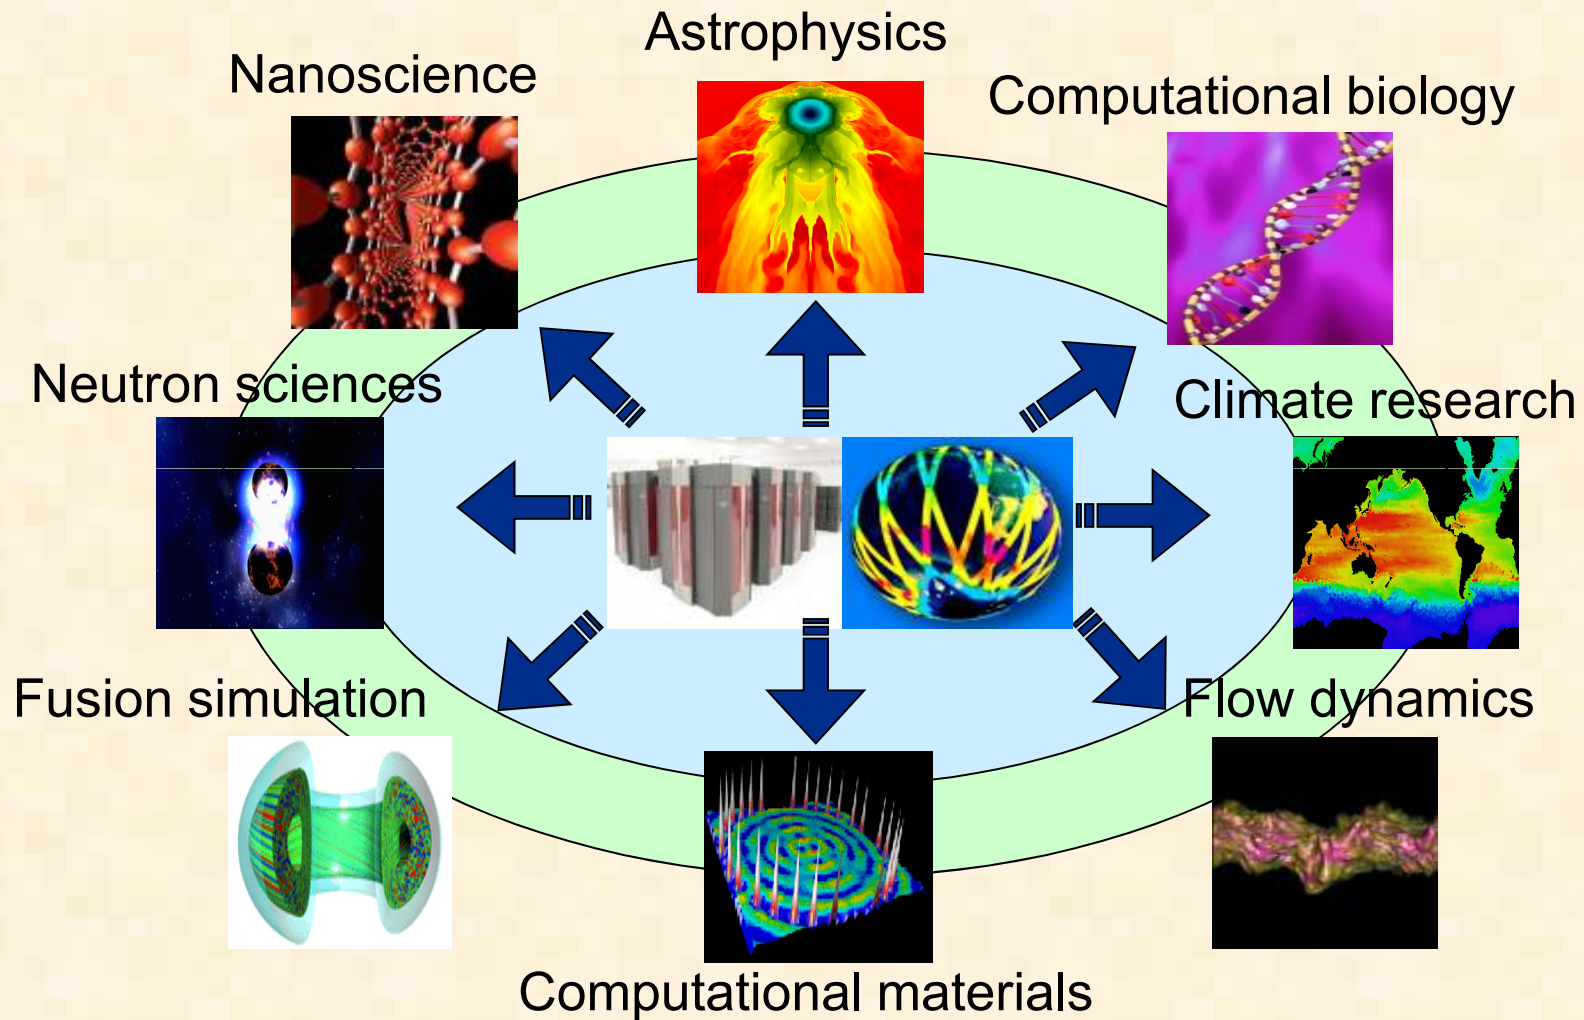 Astrophysics
Nanoscience
Computational biology
Neutron sciences
Climate research
Fusion simulation
Flow dynamics
Computational materials